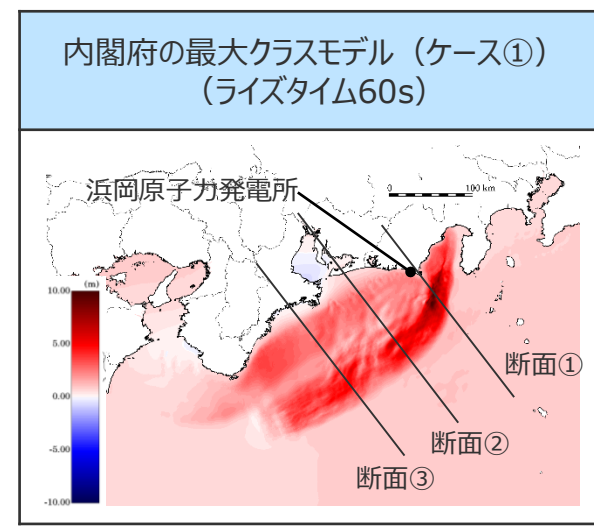 内閣府の最大クラスモデル（ケース①）
（ライズタイム60s）
浜岡原子力発電所
0 100 km
(m)
10.00
5.00
0.00
-5.00
-10.00
断面①
断面②
断面③